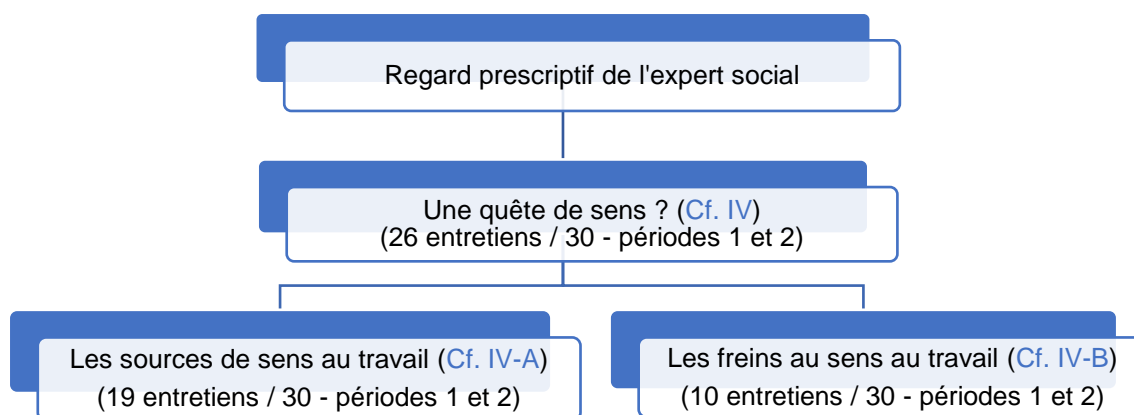 Regard prescriptif de l'expert social
Une quête de sens ? (Cf. IV)
(26 entretiens / 30 - périodes 1 et 2)
Les sources de sens au travail (Cf. IV-A)
(19 entretiens / 30 - périodes 1 et 2)
Les freins au sens au travail (Cf. IV-B)
(10 entretiens / 30 - périodes 1 et 2)